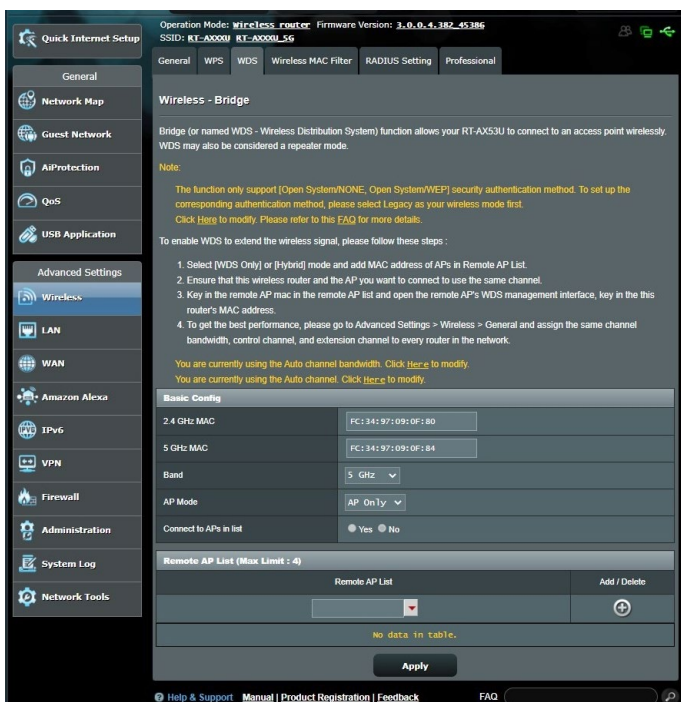 Quick Internet Setup
General
Network Map
Guest Network
AiProtection
QoS
USB Application
Advanced Settings
Wireless
LAN
WAN
Amazon Alexa
IPv6
VPN
Firewall
Administration
System Log
Network Tools
Operation Mode: Wireless router Firmware Version: 3.0.0.4.382_45386
SSID: RT-AXXXU RT-AXXXU_5G
General WPS WDS Wireless MAC Filter RADIUS Setting Professional
Wireless - Bridge
Bridge (or named WDS - Wireless Distribution System) function allows your RT-AX53U to connect to an access point wirelessly.
WDS may also be considered a repeater mode.
Note:
The function only support [Open System/NONE, Open System/WEP] security authentication method. To set up the
corresponding authentication method, please select Legacy as your wireless mode first.
Click Here to modify. Please refer to this FAQ for more details.
To enable WDS to extend the wireless signal, please follow these steps :
1. Select [WDS Only] or [Hybrid] mode and add MAC address of APs in Remote AP List.
2. Ensure that this wireless router and the AP you want to connect to use the same channel.
3. Key in the remote AP mac in the remote AP list and open the remote AP's WDS management interface, key in the this
router's MAC address.
4. To get the best performance, please go to Advanced Settings > Wireless > General and assign the same channel
bandwidth, control channel, and extension channel to every router in the network.
You are currently using the Auto channel bandwidth. Click Here to modify.
You are currently using the Auto channel. Click Here to modify.
Basic Config
2.4 GHz MAC FC:34:97:09:0F:80
5 GHz MAC FC:34:97:09:0F:84
Band 5 GHz
AP Mode AP Only
Connect to APs in list Yes No
Remote AP List (Max Limit : 4)
Remote AP List Add / Delete
No data in table.
Apply
Help & Support Manual | Product Registration | Feedback FAQ